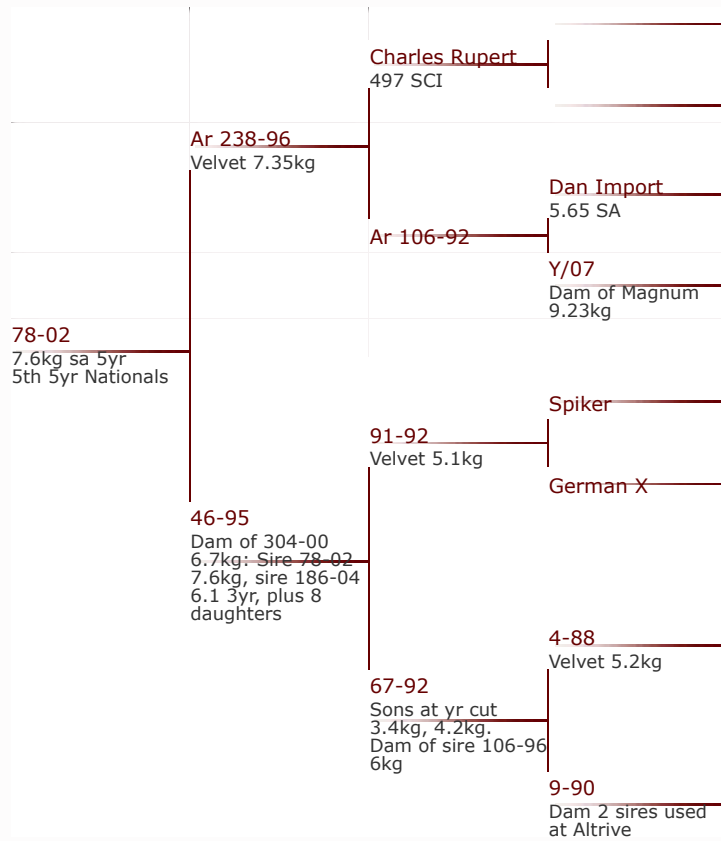 Charles Rupert
497 SCI
Ar 238-96
Velvet 7.35kg
Dan Import
5.65 SA
Ar 106-92
Y/07
Dam of Magnum
9.23kg
78-02
7.6kg sa 5yr
5th 5yr Nationals
Spiker
91-92
Velvet 5.1kg
German X
46-95
Dam of 304-00
6.7kg: Sire 78-02
7.6kg, sire 186-04
6.1 3yr, plus 8
daughters
4-88
Velvet 5.2kg
67-92
Sons at yr cut
3.4kg, 4.2kg.
Dam of sire 106-96
6kg
9-90
Dam 2 sires used
at Altrive